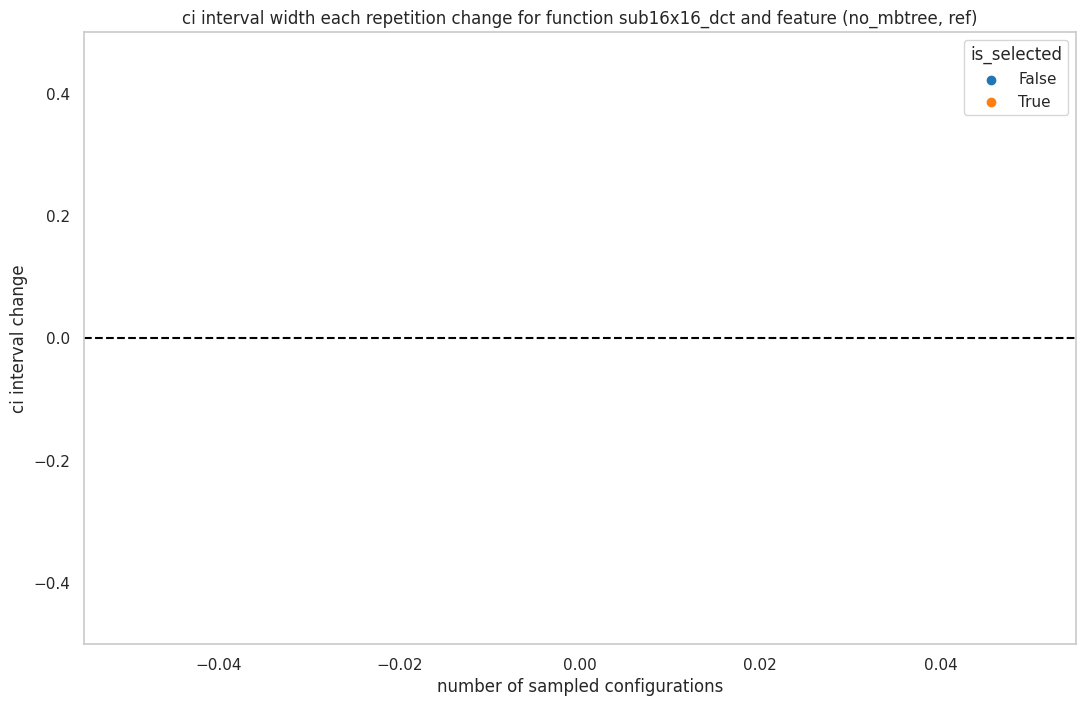 ci interval width each repetition change for function sub16x16_dct and feature (no_mbtree, ref)
is_selected
False
True
0.4
0.2
0.0
−0.2
−0.4
ci interval change
−0.04
−0.02
0.00
0.02
0.04
number of sampled configurations